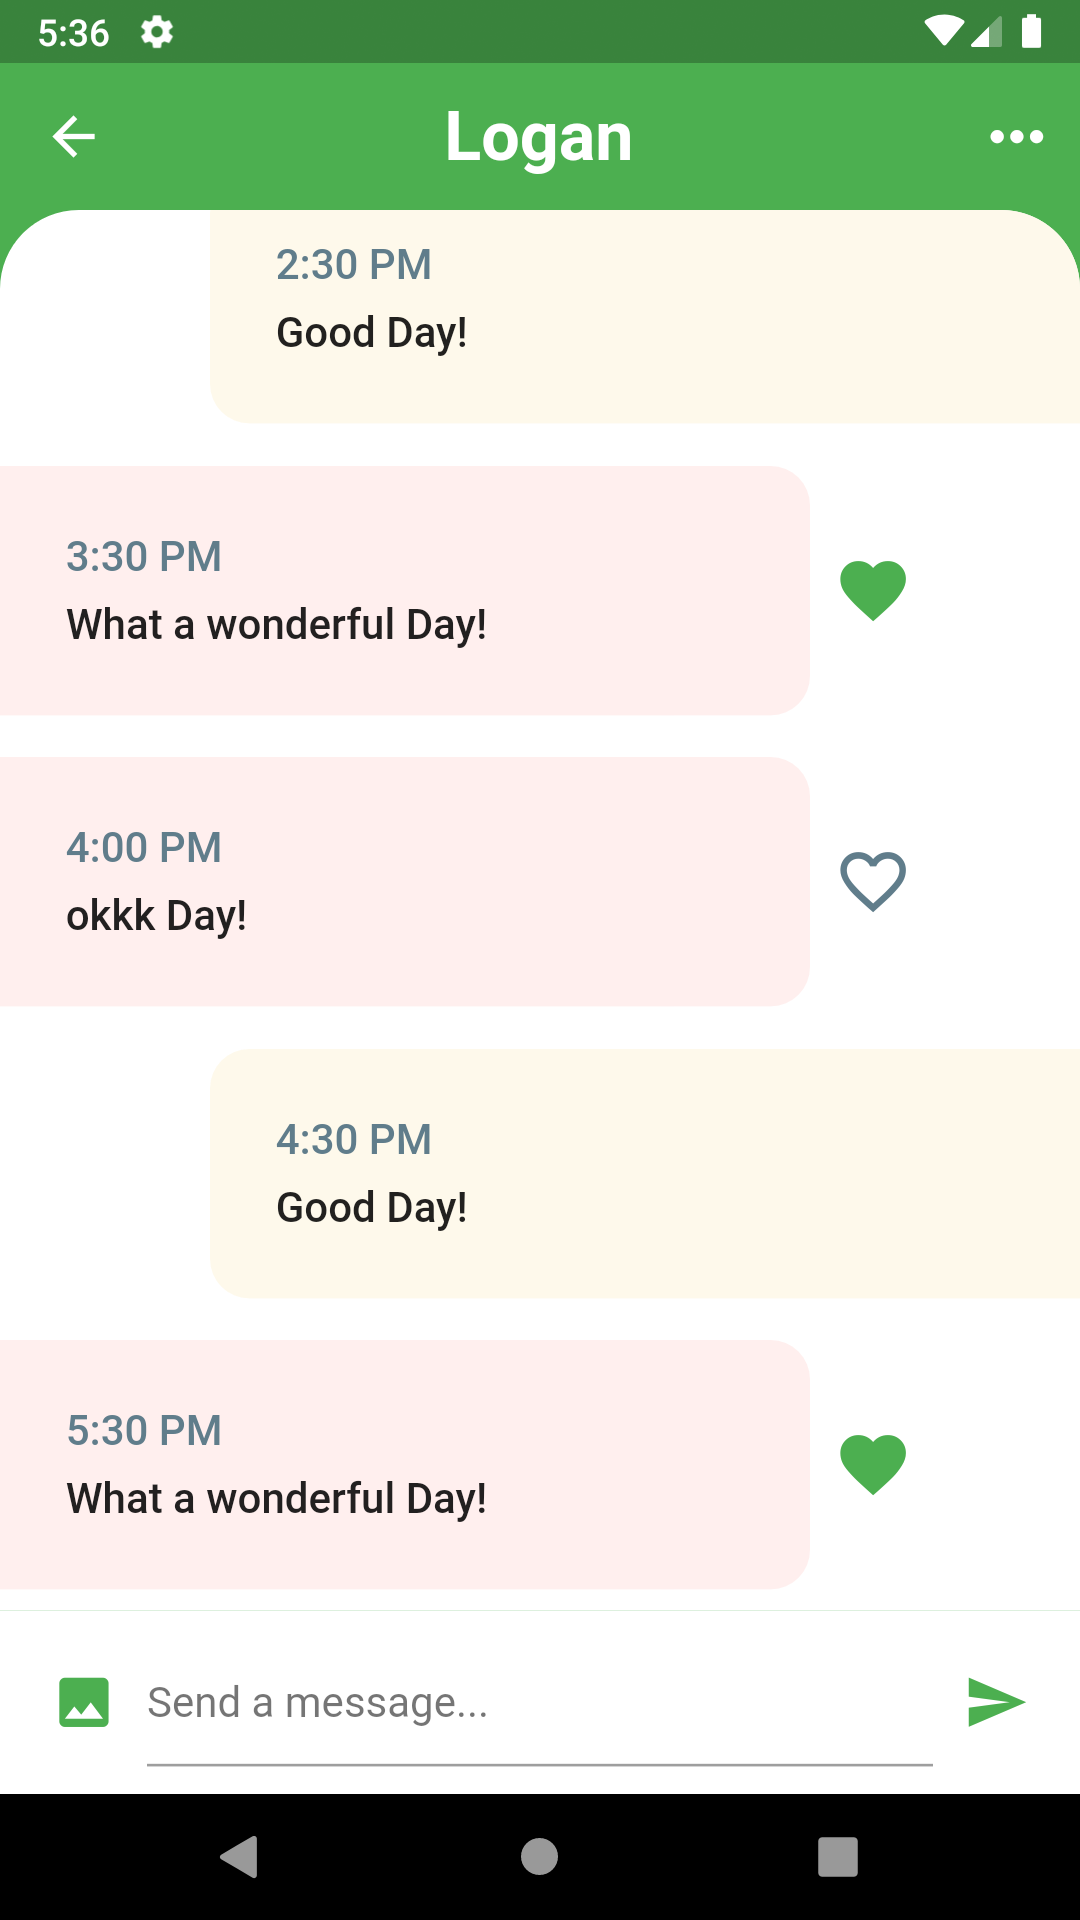 5:36
Logan
2:30 PM
Good Day!
3:30 PM
What a wonderful Day!
4:00 PM
okkk Day!
4:30 PM
Good Day!
5:30 PM
What a wonderful Day!
Send a message...